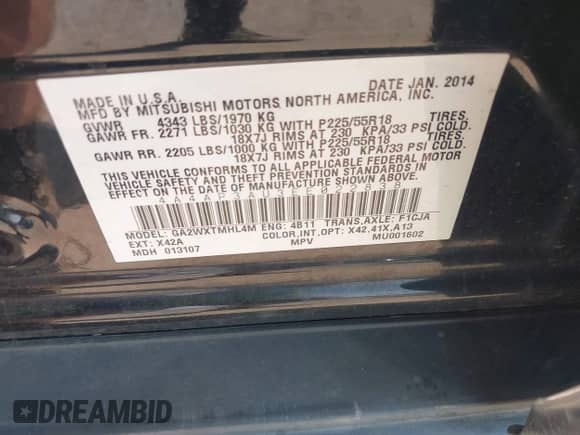 MADE IN U.S.A. DATE JAN. 2014
MFD BY MITSUBISHI MOTORS NORTH AMERICA, INC.
GVWR 4343 LBS/1970 KG
GAWR FR. 2271 LBS/1030 KG WITH P225/55R18 TIRES,
18X7J RIMS AT 230 KPA/33 PSI COLD.
GAWR RR. 2205 LBS/1000 KG WITH P225/55R18 TIRES,
18X7J RIMS AT 230 KPA/33 PSI COLD.
THIS VEHICLE CONFORMS TO ALL APPLICABLE FEDERAL MOTOR
VEHICLE SAFETY AND THEFT PREVENTION STANDARDS IN
EFFECT ON THE DATE OF MANUFACTURE SHOWN ABOVE.
MODEL: GA2WXTMHL4M ENG: 4B11 TRANS.AXLE: F1CJA
EXT: X42A COLOR.INT.OPT: X42.41X.A13
MDH 013107 MPV MU001602
DREAMBID